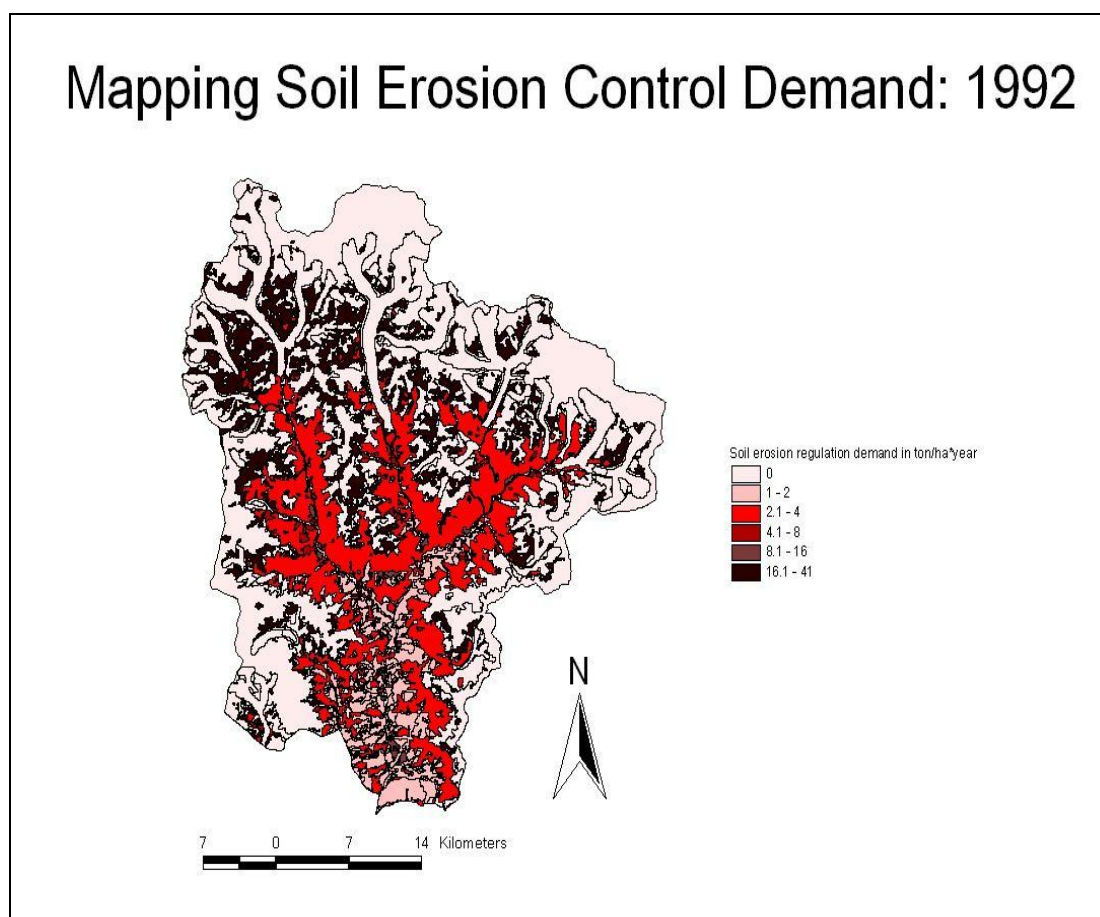 Mapping Soil Erosion Control Demand: 1992
Soil erosion regulation demand in ton/ha*year
0
1 - 2
2.1 - 4
4.1 - 8
8.1 - 16
16.1 - 41
N
7 0 7 14 Kilometers